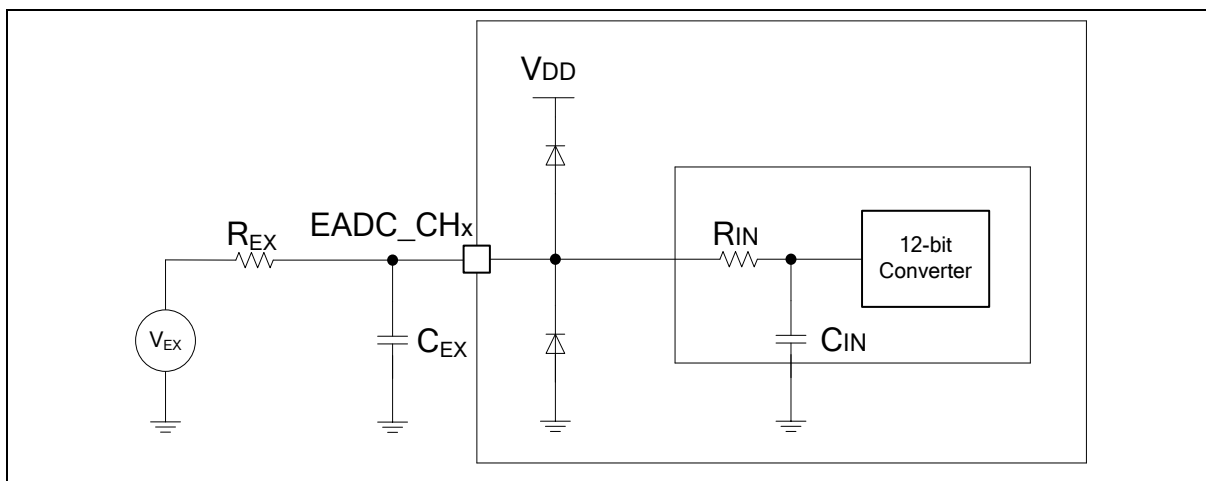 VDD
EADC_CHx
REX
RIN
12-bit
Converter
VEX
CEX
CIN